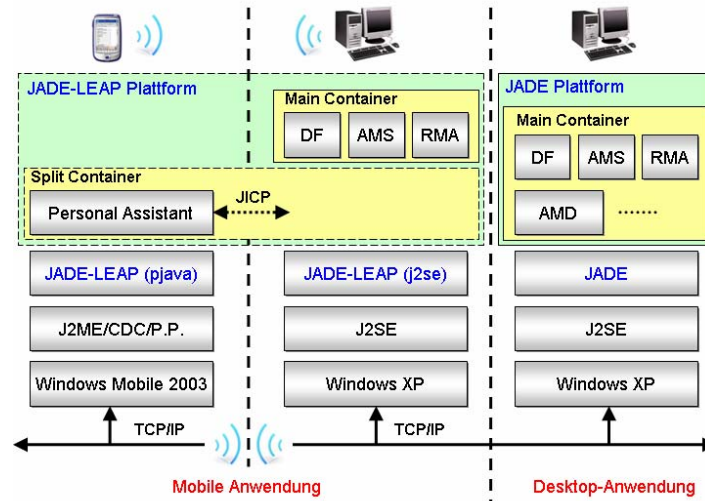 JADE-LEAP Plattform
Main Container
DF AMS RMA
Split Container
Personal Assistant
JICP
JADE Plattform
Main Container
DF AMS RMA
AMD ........
JADE-LEAP (pjava) JADE-LEAP (j2se) JADE
J2ME/CDC/P.P. J2SE J2SE
Windows Mobile 2003 Windows XP Windows XP
TCP/IP TCP/IP
Mobile Anwendung Desktop-Anwendung